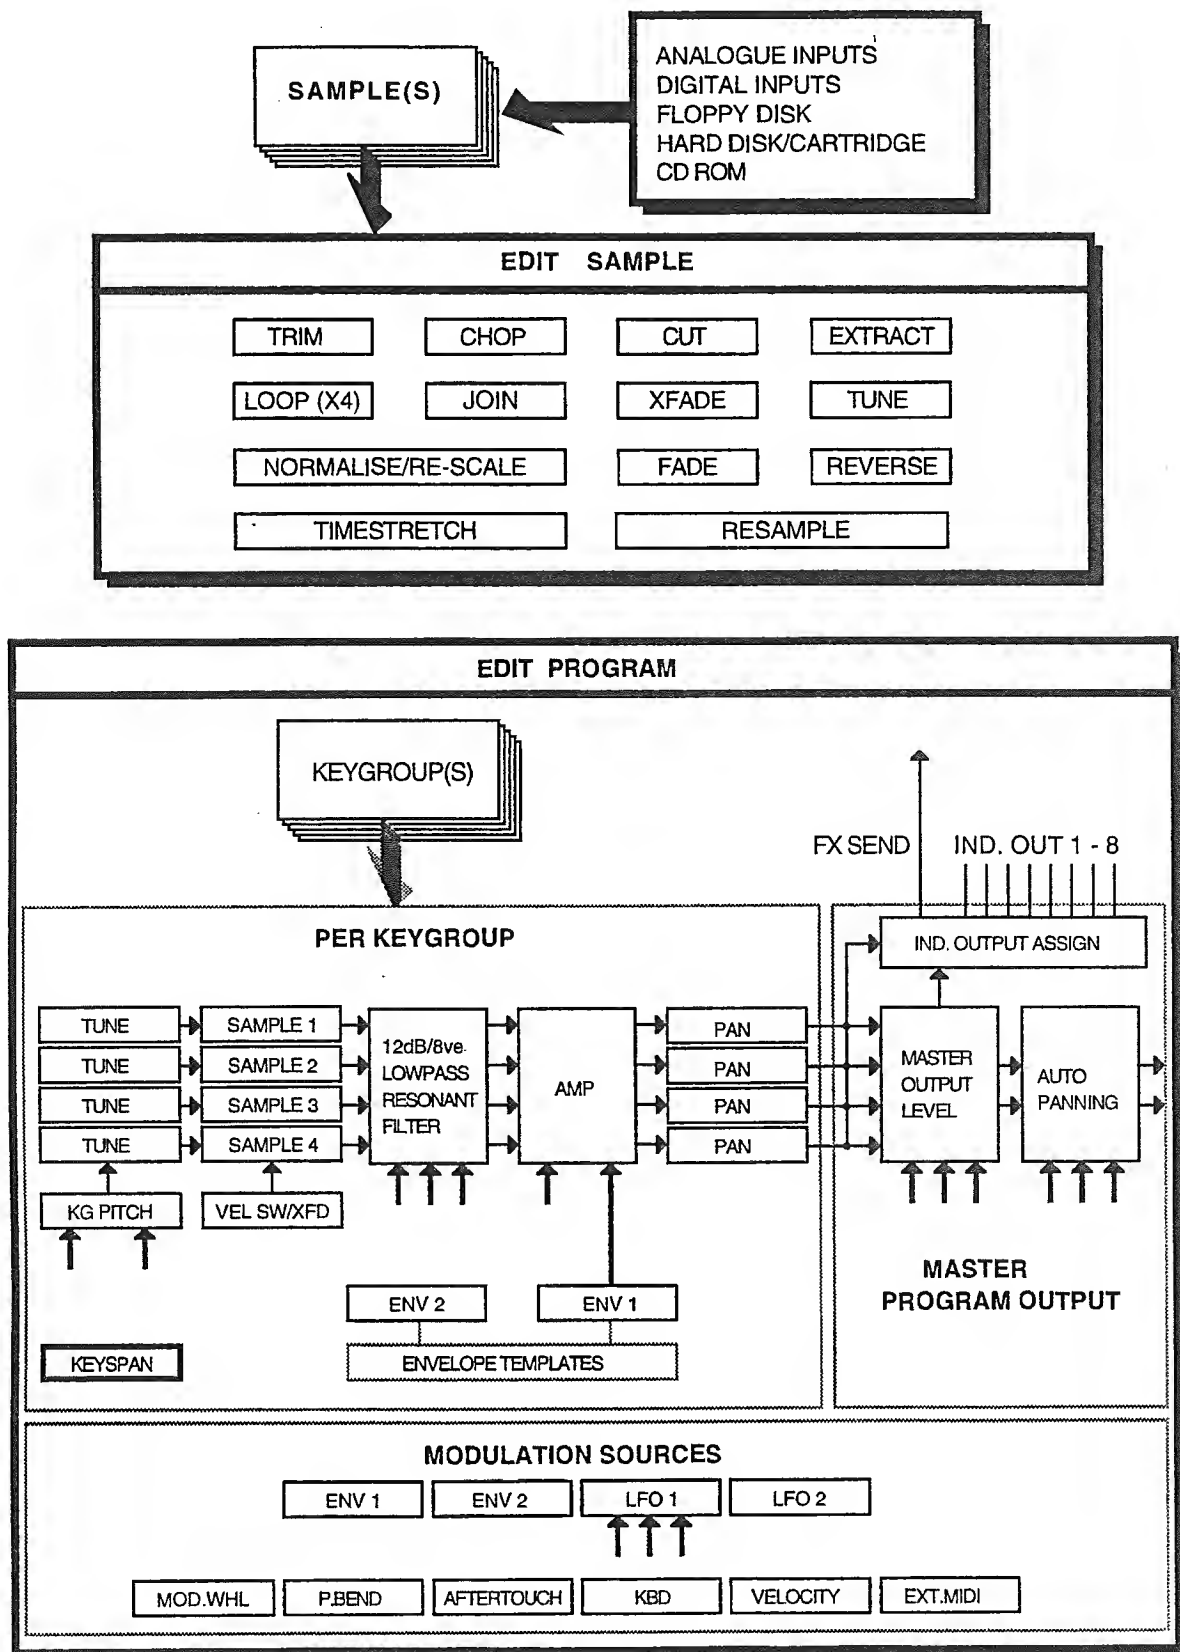 SAMPLE(S)
ANALOGUE INPUTS
DIGITAL INPUTS
FLOPPY DISK
HARD DISK/CARTRIDGE
CD ROM
EDIT SAMPLE
TRIM
CHOP
CUT
EXTRACT
LOOP (X4)
JOIN
XFADE
TUNE
NORMALISE/RE-SCALE
FADE
REVERSE
TIMESTRETCH
RESAMPLE
EDIT PROGRAM
KEYGROUP(S)
FX SEND
IND. OUT 1 - 8
PER KEYGROUP
IND. OUTPUT ASSIGN
TUNE
SAMPLE 1
TUNE
SAMPLE 2
TUNE
SAMPLE 3
TUNE
SAMPLE 4
12dB/8ve.
LOWPASS
RESONANT
FILTER
AMP
PAN
PAN
PAN
PAN
MASTER
OUTPUT
LEVEL
AUTO
PANNING
KG PITCH
VEL SW/XFD
ENV 2
ENV 1
ENVELOPE TEMPLATES
KEYSPAN
MASTER
PROGRAM OUTPUT
MODULATION SOURCES
ENV 1
ENV 2
LFO 1
LFO 2
MOD.WHL
P.BEND
AFTERTOUCH
KBD
VELOCITY
EXT.MIDI